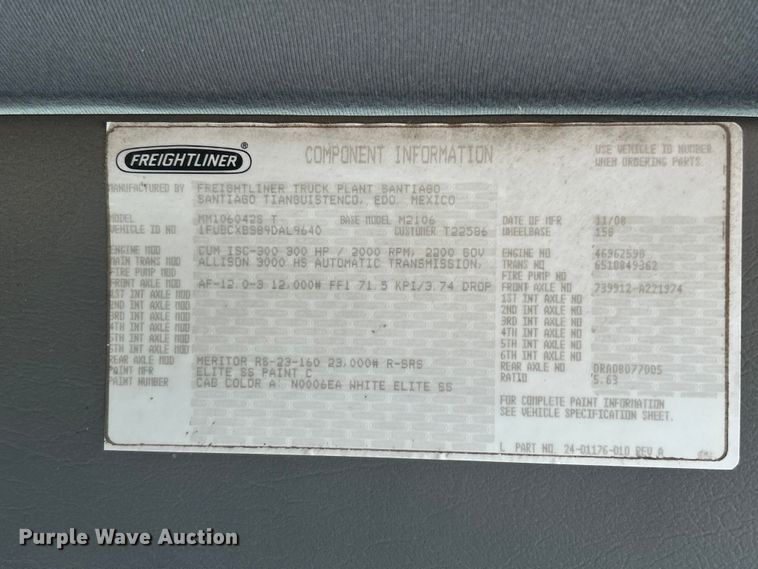 FREIGHTLINER®
COMPONENT INFORMATION
USE VEHICLE ID NUMBER
WHEN ORDERING PARTS.
MANUFACTURED BY FREIGHTLINER TRUCK PLANT SANTIAGO
SANTIAGO TIANGUISTENCO, EDO. MEXICO
MODEL MM106042S T BASE MODEL M2106 DATE OF MFR 11/08
VEHICLE ID NO CUSTOMER T22586 WHEELBASE 158
ENGINE MOD CUM ISC-300 300 HP / 2000 RPM, 2200 GOV ENGINE NO 46962590
MAIN TRANS MOD ALLISON 3000 HS AUTOMATIC TRANSMISSION, TRANS NO 6510849362
FIRE PUMP MOD FIRE PUMP NO
FRONT AXLE MOD AF-12.0-3 12,000# FF1 71.5 KPI/3.74 DROP FRONT AXLE NO 739912-A221974
1ST INT AXLE MOD 1ST INT AXLE NO
2ND INT AXLE MOD 2ND INT AXLE NO
3RD INT AXLE MOD 3RD INT AXLE NO
4TH INT AXLE MOD 4TH INT AXLE NO
5TH INT AXLE MOD 5TH INT AXLE NO
6TH INT AXLE MOD 6TH INT AXLE NO
REAR AXLE MOD MERITOR RS-23-160 23,000# R-SRS REAR AXLE NO
PAINT MFR ELITE SS PAINT C RATIO 5.63
PAINT NUMBER CAB COLOR A: N0006EA WHITE ELITE SS
FOR COMPLETE PAINT INFORMATION
SEE VEHICLE SPECIFICATION SHEET.
L PART NO. 24-01176-010 REV A
Purple Wave Auction